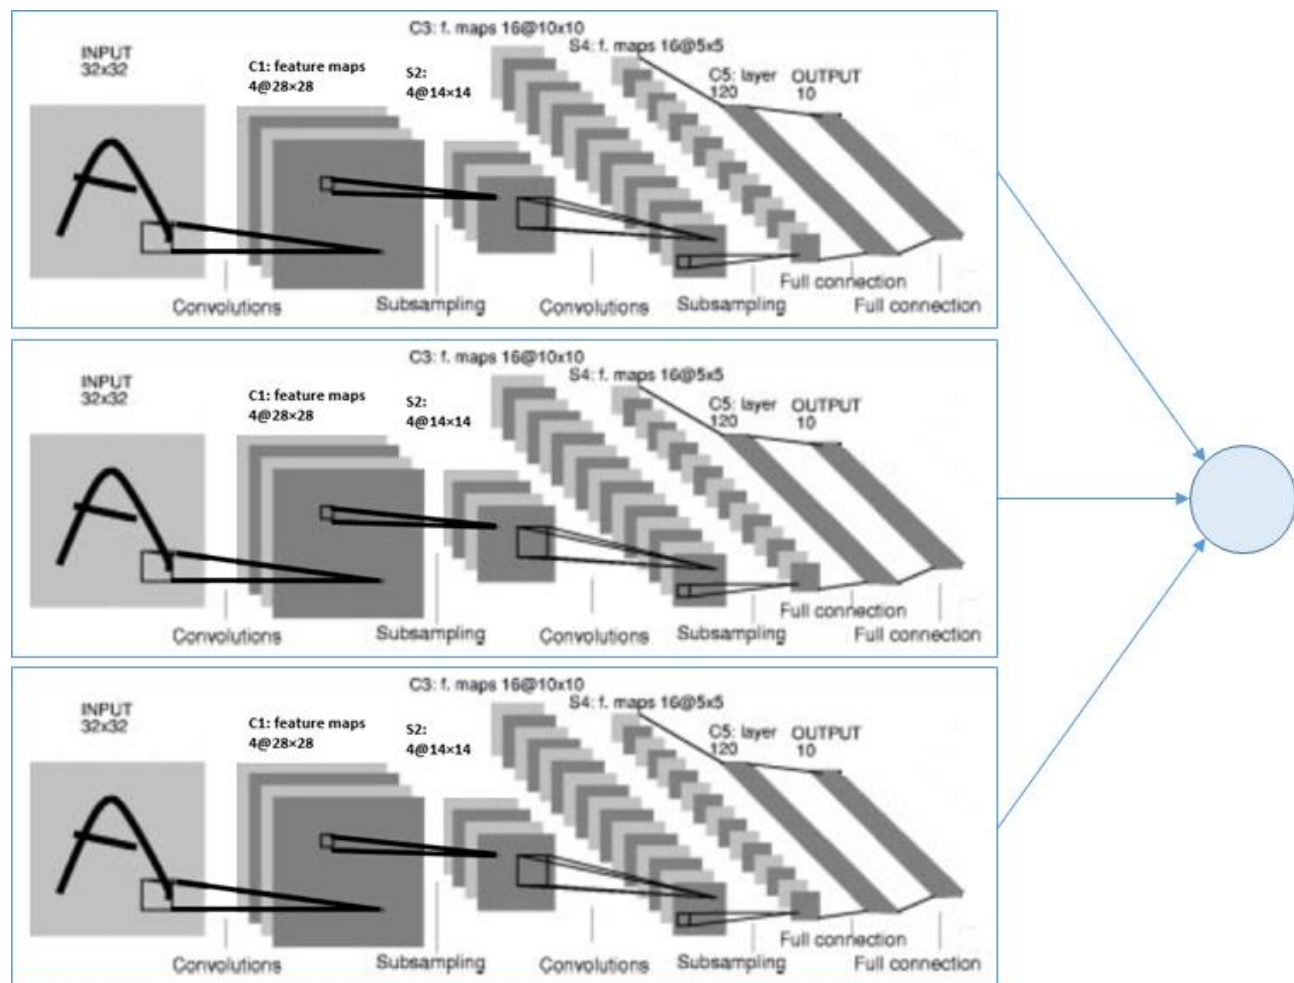 C3: f. maps 16@10x10
S4: f. maps 16@5x5
INPUT
32x32
C1: feature maps
4@28×28
S2:
4@14×14
C5: layer
120
OUTPUT
10
Convolutions
Subsampling
Convolutions
Subsampling
Full connection
Full connection
C3: f. maps 16@10x10
S4: f. maps 16@5x5
INPUT
32x32
C1: feature maps
4@28×28
S2:
4@14×14
C5: layer
120
OUTPUT
10
Convolutions
Subsampling
Convolutions
Subsampling
Full connection
Full connection
C3: f. maps 16@10x10
S4: f. maps 16@5x5
INPUT
32x32
C1: feature maps
4@28×28
S2:
4@14×14
C5: layer
120
OUTPUT
10
Convolutions
Subsampling
Convolutions
Subsampling
Full connection
Full connection